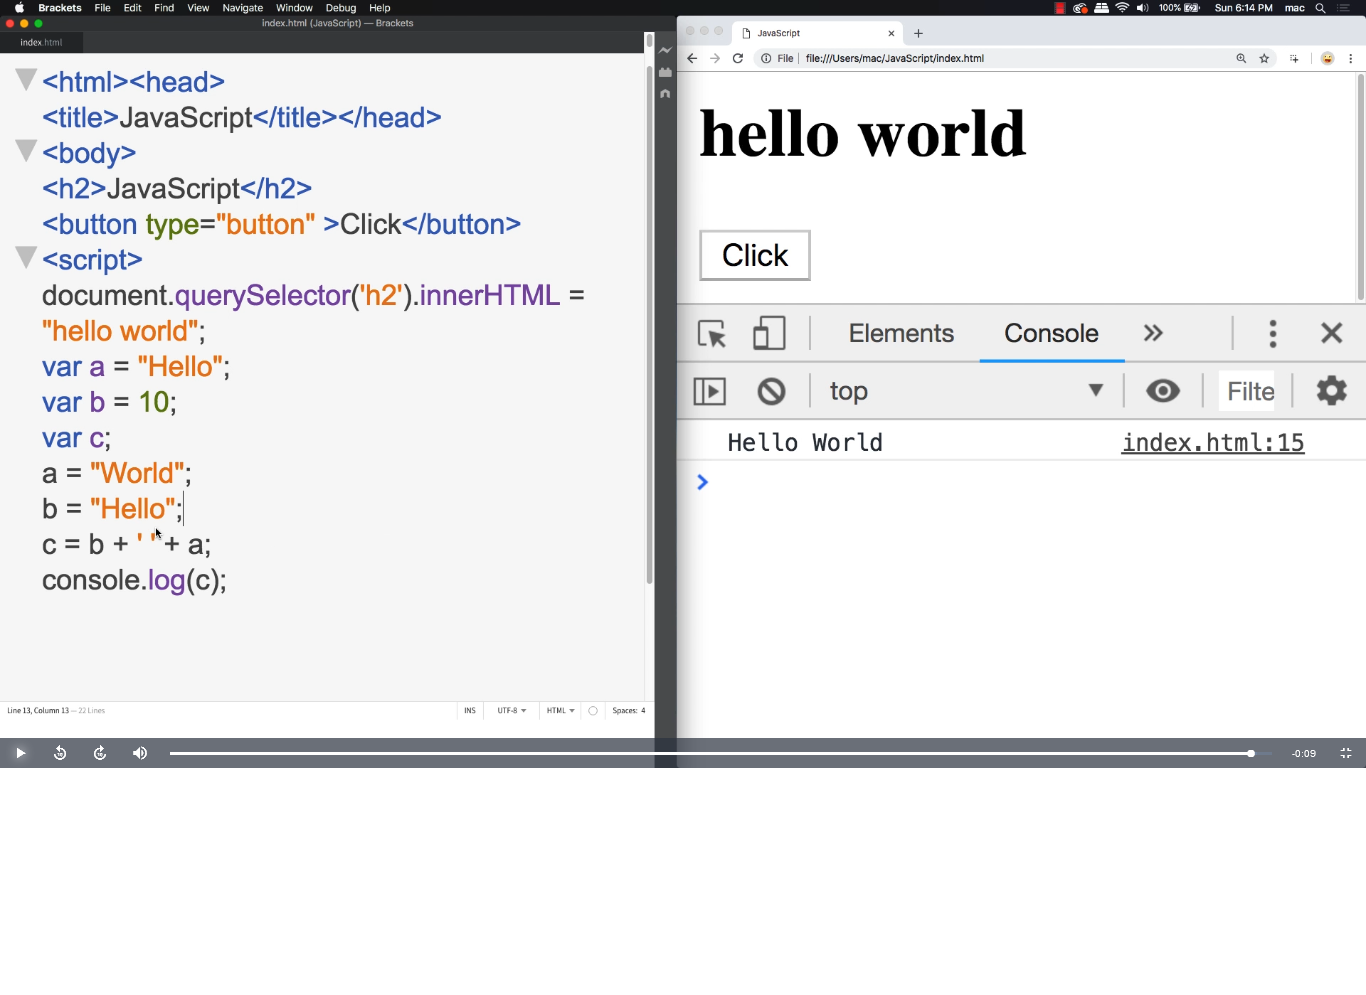 Brackets File Edit Find View Navigate Window Debug Help
100% Sun 6:14 PM mac
index.html (JavaScript) — Brackets
index.html
<html><head>
<title>JavaScript</title></head>
<body>
<h2>JavaScript</h2>
<button type="button" >Click</button>
<script>
document.querySelector('h2').innerHTML =
"hello world";
var a = "Hello";
var b = 10;
var c;
a = "World";
b = "Hello";
c = b + ' '+ a;
console.log(c);
Line 13, Column 13 — 22 Lines
INS UTF-8 HTML Spaces: 4
JavaScript
File file:///Users/mac/JavaScript/index.html
hello world
Click
Elements Console
top Filte
Hello World index.html:15
-0:09